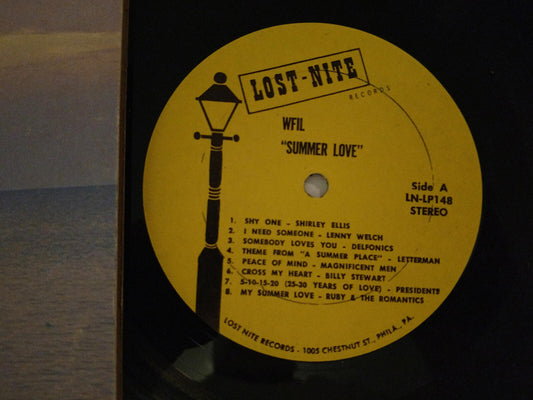 LOST-NITE
RECORDS
WFIL
"SUMMER LOVE"
Side A
LN-LP148
STEREO
1. SHY ONE - SHIRLEY ELLIS
2. I NEED SOMEONE - LENNY WELCH
3. SOMEBODY LOVES YOU - DELFONICS
4. THEME FROM "A SUMMER PLACE" - LETTERMAN
5. PEACE OF MIND - MAGNIFICENT MEN
6. CROSS MY HEART - BILLY STEWART
7. 5-10-15-20 (25-30 YEARS OF LOVE) - PRESIDENTS
8. MY SUMMER LOVE - RUBY & THE ROMANTICS
LOST NITE RECORDS - 1005 CHESTNUT ST., PHILA., PA.